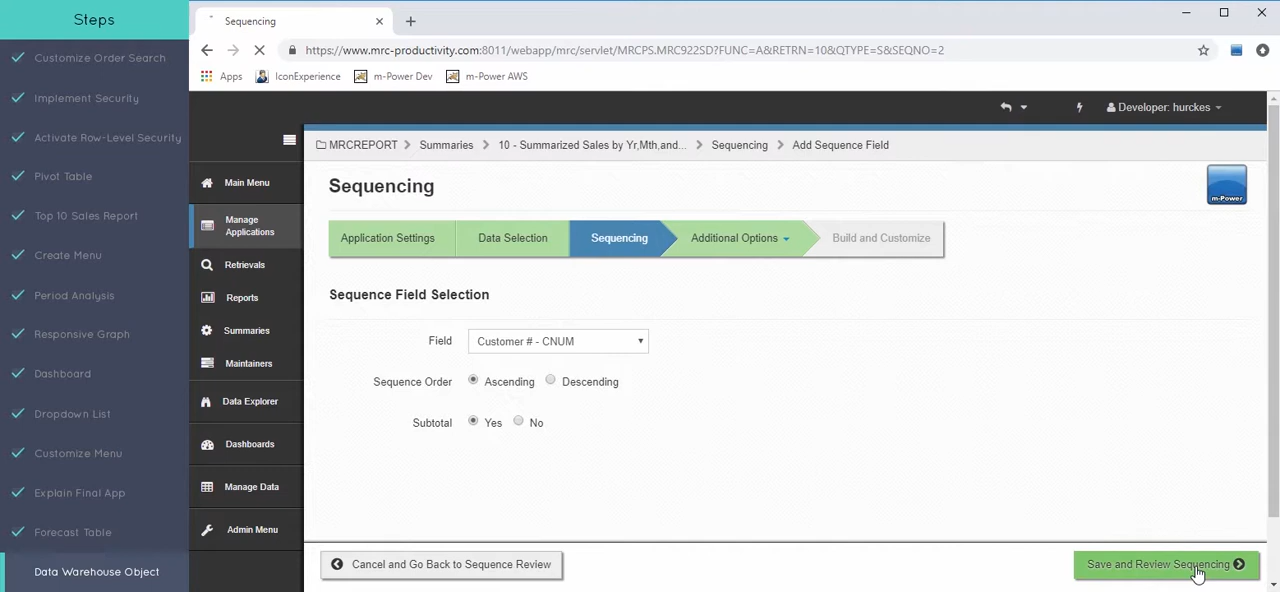 Steps
Customize Order Search
Implement Security
Activate Row-Level Security
Pivot Table
Top 10 Sales Report
Create Menu
Period Analysis
Responsive Graph
Dashboard
Dropdown List
Customize Menu
Explain Final App
Forecast Table
Data Warehouse Object
Sequencing
https://www.mrc-productivity.com:8011/webapp/mrc/servlet/MRCPS.MRC922SD?FUNC=A&RETRN=10&QTYPE=S&SEQNO=2
Apps IconExperience m-Power Dev m-Power AWS
Developer: hurckes
MRCREPORT Summaries 10 - Summarized Sales by Yr,Mth,and... Sequencing Add Sequence Field
Main Menu
Manage Applications
Retrievals
Reports
Summaries
Maintainers
Data Explorer
Dashboards
Manage Data
Admin Menu
Sequencing
m-Power
Application Settings Data Selection Sequencing Additional Options Build and Customize
Sequence Field Selection
Field Customer # - CNUM
Sequence Order Ascending Descending
Subtotal Yes No
Cancel and Go Back to Sequence Review Save and Review Sequencing